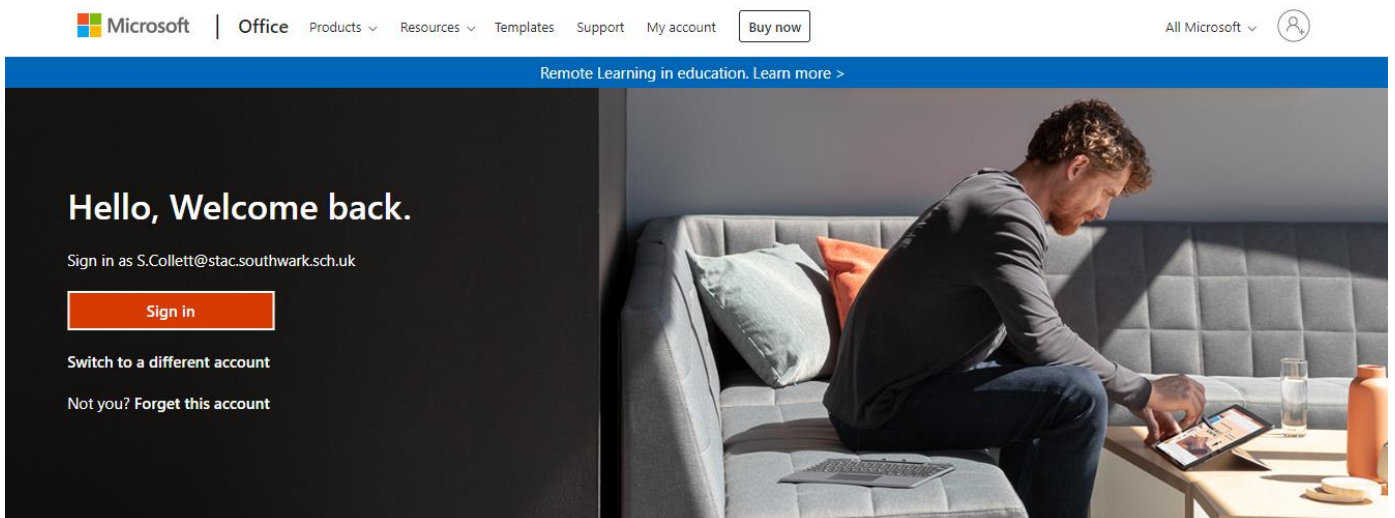 Microsoft Office Products Resources Templates Support My account Buy now All Microsoft
Remote Learning in education. Learn more >
Hello, Welcome back.
Sign in as S.Collett@stac.southwark.sch.uk
Sign in
Switch to a different account
Not you? Forget this account